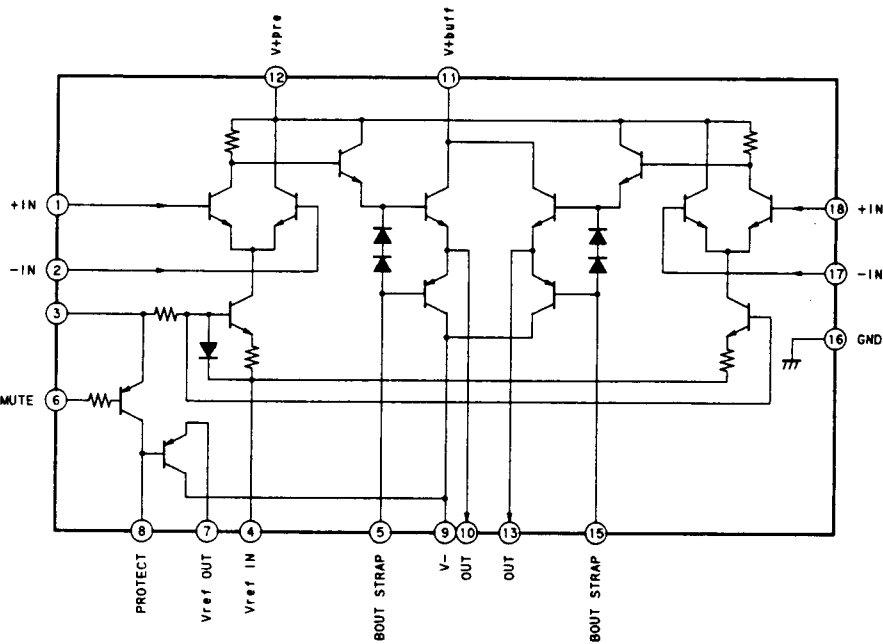 V+pre
V+buff
12
11
+IN 1
18 +IN
-IN 2
17 -IN
3
16 GND
MUTE 6
8
7
4
5
9
10
13
15
PROTECT
Vref OUT
Vref IN
BOUT STRAP
V-
OUT
OUT
BOUT STRAP